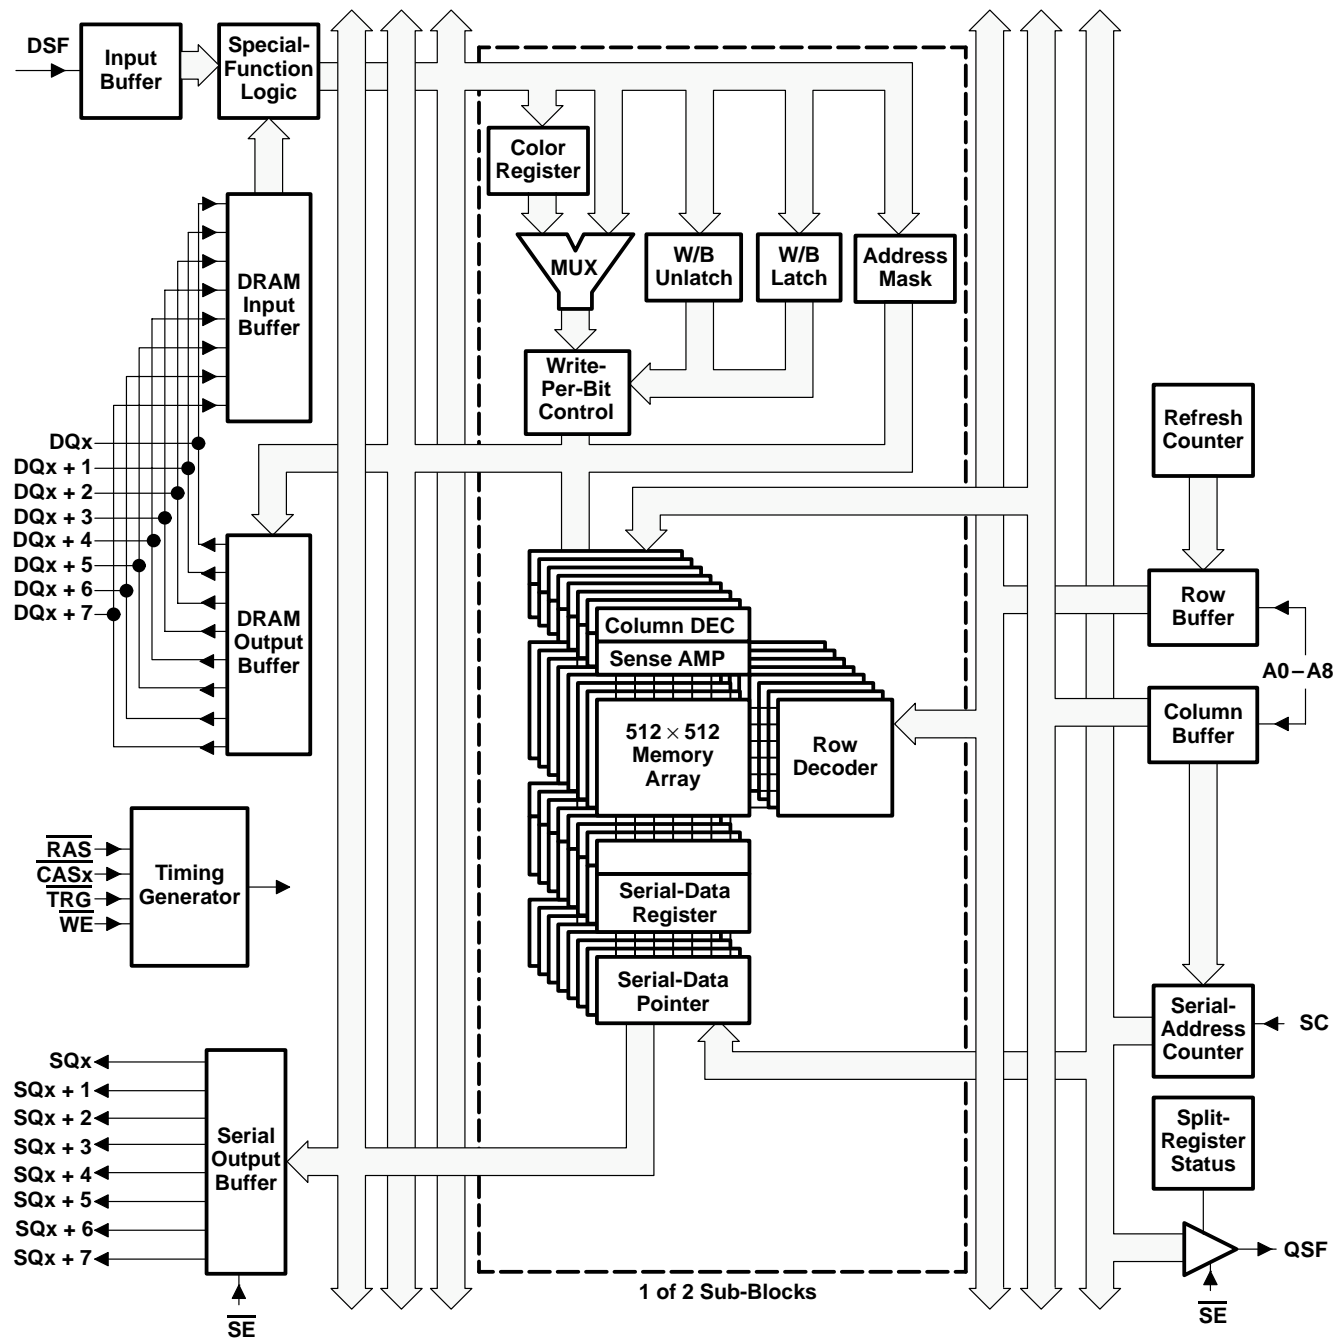 DSF
Input
Buffer
Special-
Function
Logic
Color
Register
MUX
W/B
Unlatch
W/B
Latch
Address
Mask
DRAM
Input
Buffer
Write-
Per-Bit
Control
Refresh
Counter
DQx
DQx + 1
DQx + 2
DQx + 3
DQx + 4
DQx + 5
DQx + 6
DQx + 7
DRAM
Output
Buffer
Column DEC
Sense AMP
512 × 512
Memory
Array
Row
Decoder
Row
Buffer
A0–A8
Column
Buffer
RAS
CASx
TRG
WE
Timing
Generator
Serial-Data
Register
Serial-Data
Pointer
Serial-
Address
Counter
SC
SQx
SQx + 1
SQx + 2
SQx + 3
SQx + 4
SQx + 5
SQx + 6
SQx + 7
Serial
Output
Buffer
SE
Split-
Register
Status
QSF
SE
1 of 2 Sub-Blocks